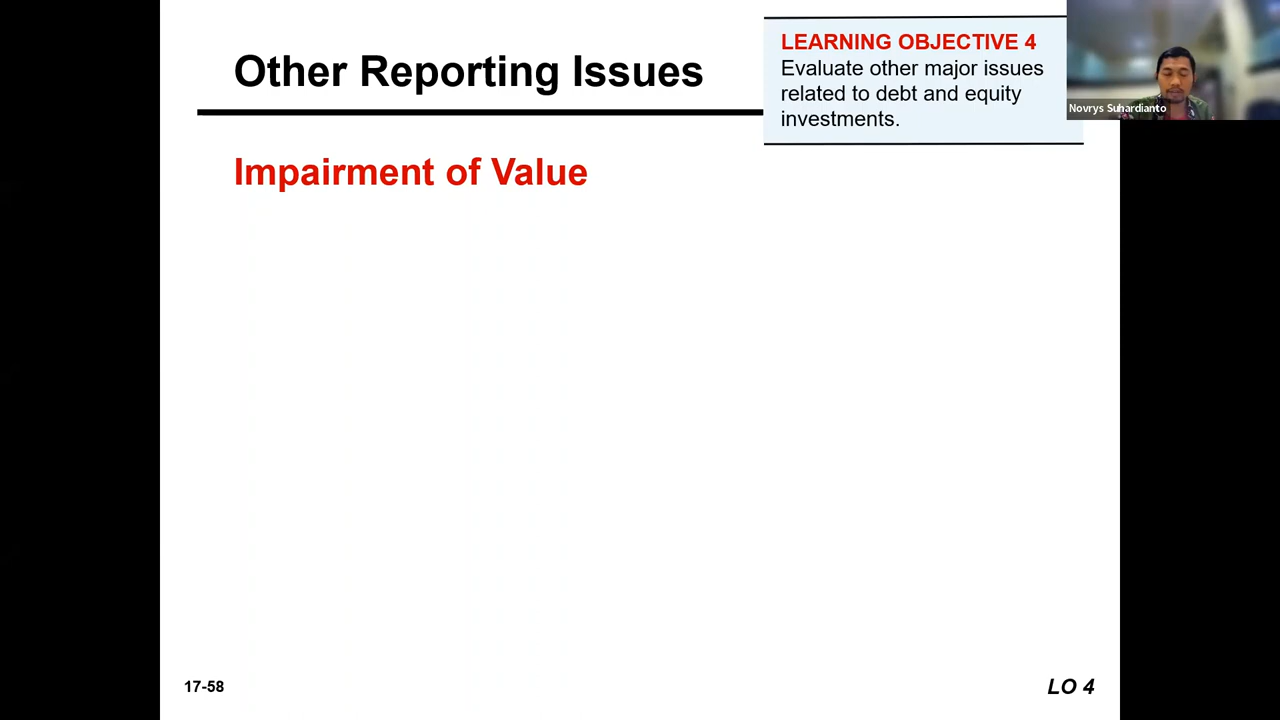 Other Reporting Issues
LEARNING OBJECTIVE 4
Evaluate other major issues
related to debt and equity
investments.
Novrys Suhardianto
Impairment of Value
17-58
LO 4